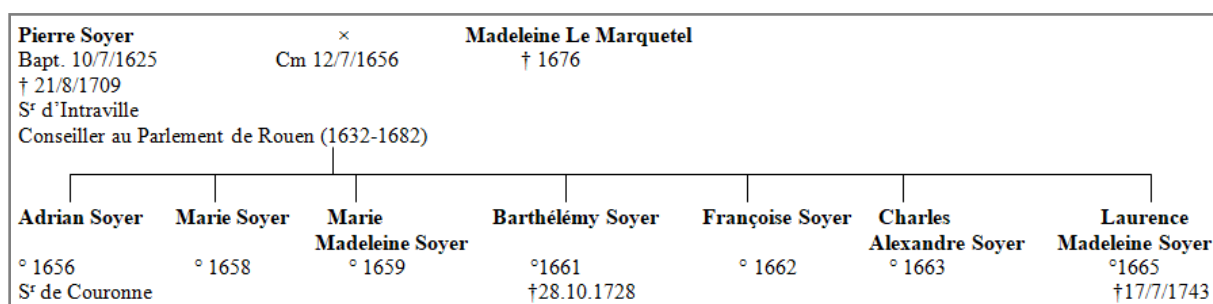 Pierre Soyer × Madeleine Le Marquetel
Bapt. 10/7/1625 Cm 12/7/1656 † 1676
† 21/8/1709
Sʳ d’Intraville
Conseiller au Parlement de Rouen (1632-1682)
Adrian Soyer Marie Soyer Marie Barthélémy Soyer Françoise Soyer Charles Laurence
Madeleine Soyer Alexandre Soyer Madeleine Soyer
° 1656 ° 1658 ° 1659 °1661 ° 1662 ° 1663 °1665
Sʳ de Couronne †28.10.1728 †17/7/1743